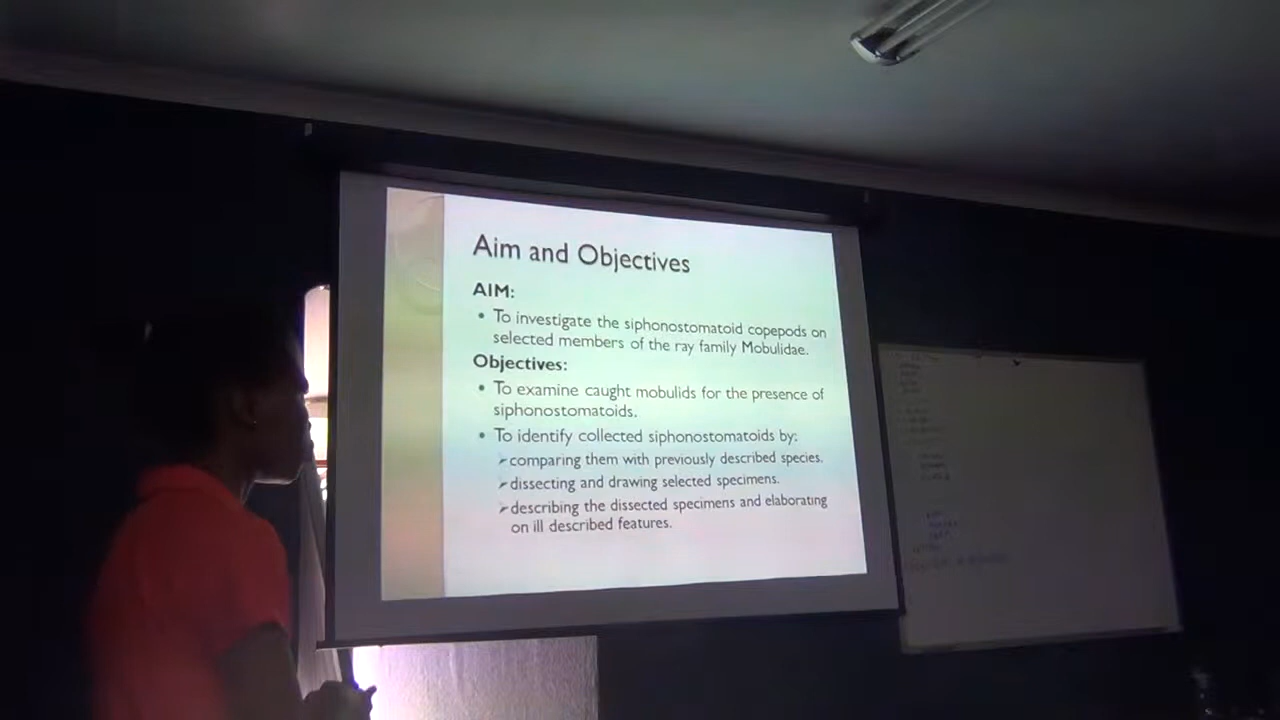 Aim and Objectives
AIM:
• To investigate the siphonostomatoid copepods on
selected members of the ray family Mobulidae.
Objectives:
• To examine caught mobulids for the presence of
siphonostomatoids.
• To identify collected siphonostomatoids by:
➢comparing them with previously described species.
➢dissecting and drawing selected specimens.
➢describing the dissected specimens and elaborating
on ill described features.